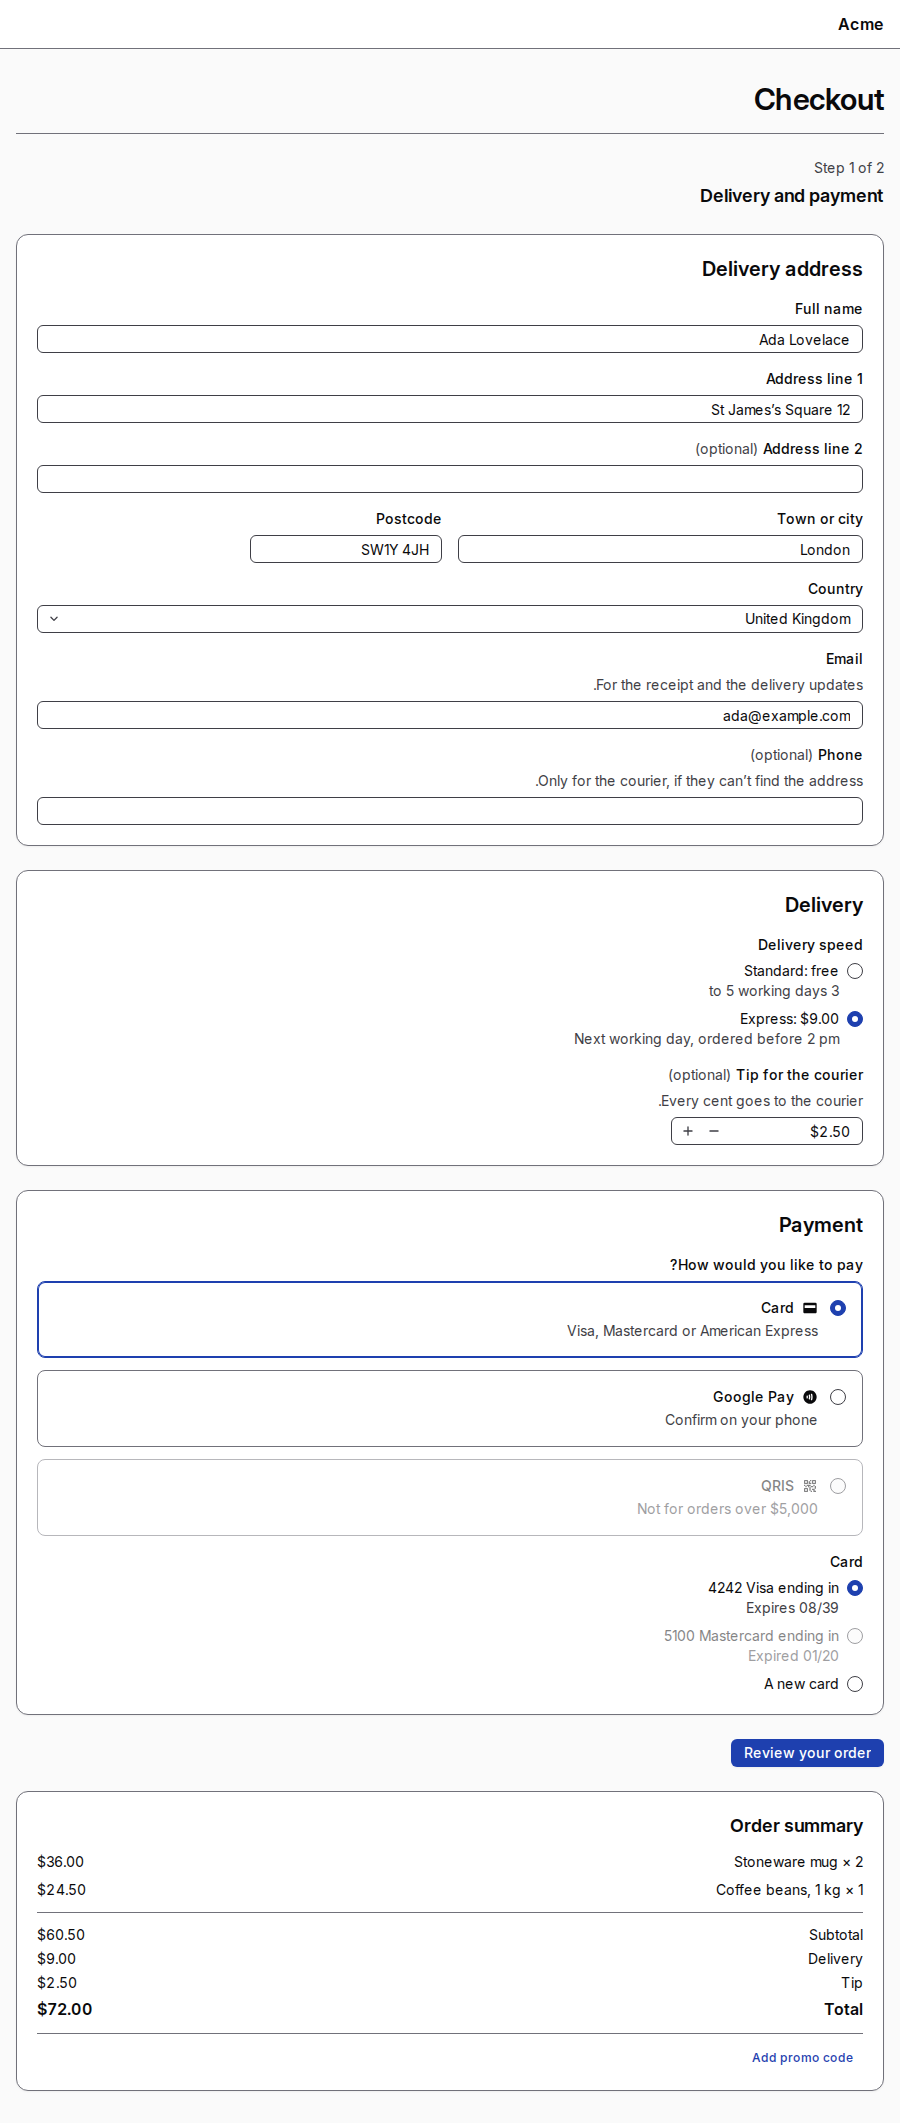 Acme
Checkout
Step 1 of 2
Delivery and payment
Delivery address
Full name
Ada Lovelace
Address line 1
St James’s Square 12
Address line 2 (optional)
Town or city
London
Postcode
SW1Y 4JH
Country
United Kingdom
Email
.For the receipt and the delivery updates
ada@example.com
Phone (optional)
.Only for the courier, if they can’t find the address
Delivery
Delivery speed
Standard: free
to 5 working days 3
Express: $9.00
Next working day, ordered before 2 pm
Tip for the courier (optional)
.Every cent goes to the courier
$2.50
Payment
?How would you like to pay
Card
Visa, Mastercard or American Express
Google Pay
Confirm on your phone
QRIS
Not for orders over $5,000
Card
4242 Visa ending in
Expires 08/39
5100 Mastercard ending in
Expired 01/20
A new card
Review your order
Order summary
Stoneware mug × 2 $36.00
Coffee beans, 1 kg × 1 $24.50
Subtotal $60.50
Delivery $9.00
Tip $2.50
Total $72.00
Add promo code